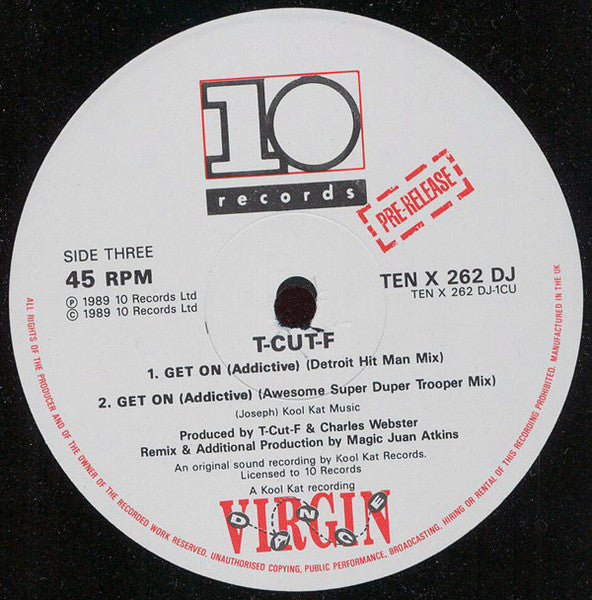 10
records
PRE-RELEASE
SIDE THREE
45 RPM
℗ 1989 10 Records Ltd
© 1989 10 Records Ltd
TEN X 262 DJ
TEN X 262 DJ-1CU
T-CUT-F
1. GET ON (Addictive) (Detroit Hit Man Mix)
2. GET ON (Addictive) (Awesome Super Duper Trooper Mix)
(Joseph) Kool Kat Music
Produced by T-Cut-F & Charles Webster
Remix & Additional Production by Magic Juan Atkins
An original sound recording by Kool Kat Records.
Licensed to 10 Records
A Kool Kat recording
VIRGIN
DANCE
ALL RIGHTS OF THE PRODUCER AND OF THE OWNER OF THE RECORDED WORK RESERVED. UNAUTHORISED COPYING, PUBLIC PERFORMANCE, BROADCASTING, HIRING OR RENTAL OF THIS RECORDING PROHIBITED. MANUFACTURED IN THE UK